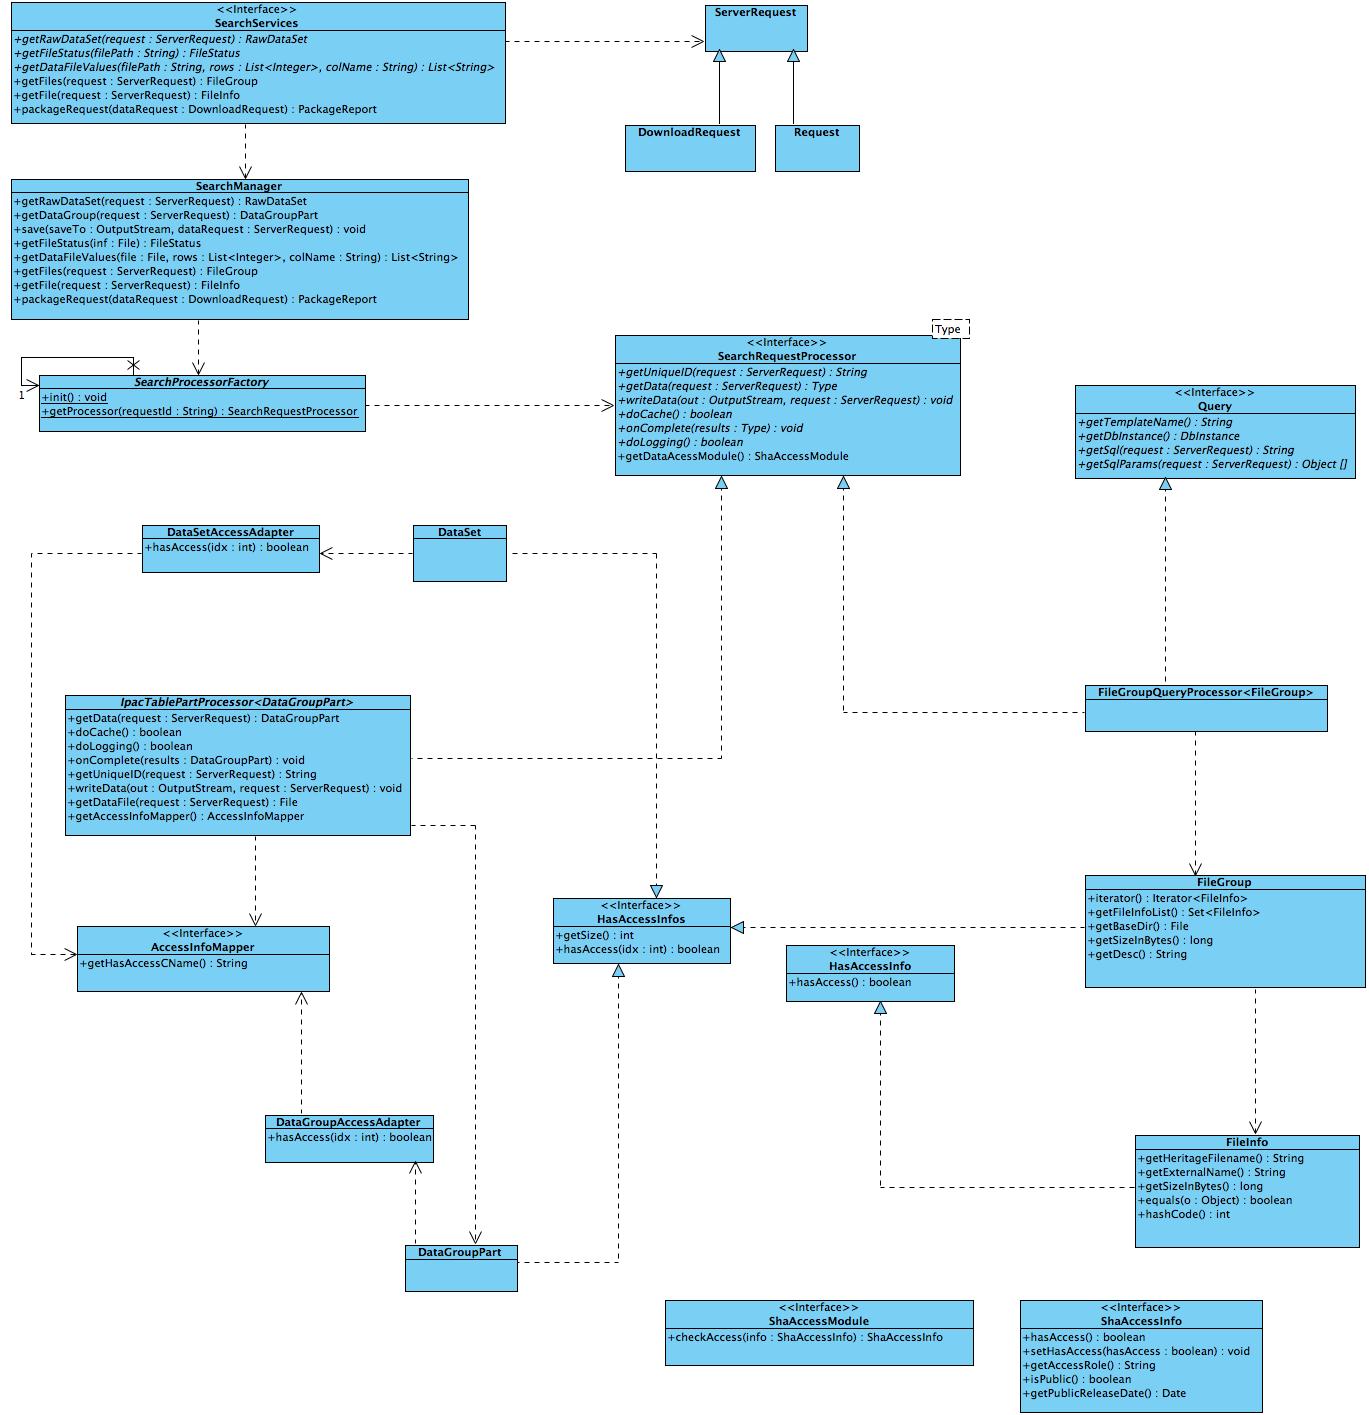 <<Interface>>
SearchServices
+getRawDataSet(request : ServerRequest) : RawDataSet
+getFileStatus(filePath : String) : FileStatus
+getDataFileValues(filePath : String, rows : List<Integer>, colName : String) : List<String>
+getFiles(request : ServerRequest) : FileGroup
+getFile(request : ServerRequest) : FileInfo
+packageRequest(dataRequest : DownloadRequest) : PackageReport
ServerRequest
DownloadRequest
Request
SearchManager
+getRawDataSet(request : ServerRequest) : RawDataSet
+getDataGroup(request : ServerRequest) : DataGroupPart
+save(saveTo : OutputStream, dataRequest : ServerRequest) : void
+getFileStatus(inf : File) : FileStatus
+getDataFileValues(file : File, rows : List<Integer>, colName : String) : List<String>
+getFiles(request : ServerRequest) : FileGroup
+getFile(request : ServerRequest) : FileInfo
+packageRequest(dataRequest : DownloadRequest) : PackageReport
1
SearchProcessorFactory
+init() : void
+getProcessor(requestId : String) : SearchRequestProcessor
Type
<<Interface>>
SearchRequestProcessor
+getUniqueID(request : ServerRequest) : String
+getData(request : ServerRequest) : Type
+writeData(out : OutputStream, request : ServerRequest) : void
+doCache() : boolean
+onComplete(results : Type) : void
+doLogging() : boolean
+getDataAcessModule() : ShaAccessModule
<<Interface>>
Query
+getTemplateName() : String
+getDbInstance() : DbInstance
+getSql(request : ServerRequest) : String
+getSqlParams(request : ServerRequest) : Object []
DataSetAccessAdapter
+hasAccess(idx : int) : boolean
DataSet
IpacTablePartProcessor<DataGroupPart>
+getData(request : ServerRequest) : DataGroupPart
+doCache() : boolean
+doLogging() : boolean
+onComplete(results : DataGroupPart) : void
+getUniqueID(request : ServerRequest) : String
+writeData(out : OutputStream, request : ServerRequest) : void
+getDataFile(request : ServerRequest) : File
+getAccessInfoMapper() : AccessInfoMapper
FileGroupQueryProcessor<FileGroup>
<<Interface>>
AccessInfoMapper
+getHasAccessCName() : String
<<Interface>>
HasAccessInfos
+getSize() : int
+hasAccess(idx : int) : boolean
<<Interface>>
HasAccessInfo
+hasAccess() : boolean
FileGroup
+iterator() : Iterator<FileInfo>
+getFileInfoList() : Set<FileInfo>
+getBaseDir() : File
+getSizeInBytes() : long
+getDesc() : String
DataGroupAccessAdapter
+hasAccess(idx : int) : boolean
FileInfo
+getHeritageFilename() : String
+getExternalName() : String
+getSizeInBytes() : long
+equals(o : Object) : boolean
+hashCode() : int
DataGroupPart
<<Interface>>
ShaAccessModule
+checkAccess(info : ShaAccessInfo) : ShaAccessInfo
<<Interface>>
ShaAccessInfo
+hasAccess() : boolean
+setHasAccess(hasAccess : boolean) : void
+getAccessRole() : String
+isPublic() : boolean
+getPublicReleaseDate() : Date